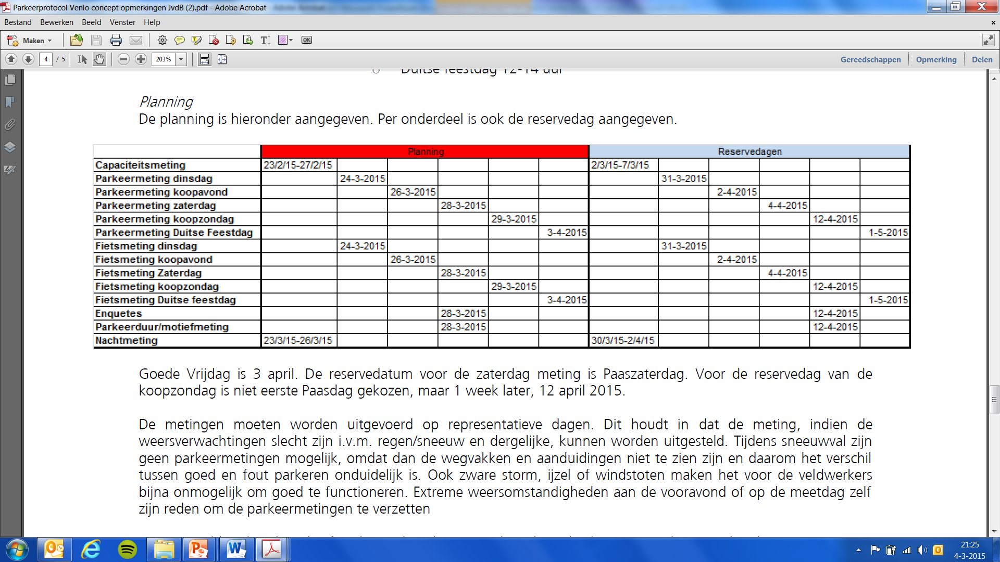 Parkeerprotocol Venlo concept opmerkingen JvdB (2).pdf - Adobe Acrobat
Bestand Bewerken Beeld Venster Help
Maken
OK
4 / 5 203% Gereedschappen Opmerking Delen
o Duitse feestdag 12-14 uur
Planning
De planning is hieronder aangegeven. Per onderdeel is ook de reservedag aangegeven.
Planning Reservedagen
Capaciteitsmeting 23/2/15-27/2/15 2/3/15-7/3/15
Parkeermeting dinsdag 24-3-2015 31-3-2015
Parkeermeting koopavond 26-3-2015 2-4-2015
Parkeermeting zaterdag 28-3-2015 4-4-2015
Parkeermeting koopzondag 29-3-2015 12-4-2015
Parkeermeting Duitse Feestdag 3-4-2015 1-5-2015
Fietsmeting dinsdag 24-3-2015 31-3-2015
Fietsmeting koopavond 26-3-2015 2-4-2015
Fietsmeting Zaterdag 28-3-2015 4-4-2015
Fietsmeting koopzondag 29-3-2015 12-4-2015
Fietsmeting Duitse feestdag 3-4-2015 1-5-2015
Enquetes 28-3-2015 12-4-2015
Parkeerduur/motiefmeting 28-3-2015 12-4-2015
Nachtmeting 23/3/15-26/3/15 30/3/15-2/4/15
Goede Vrijdag is 3 april. De reservedatum voor de zaterdag meting is Paaszaterdag. Voor de reservedag van de
koopzondag is niet eerste Paasdag gekozen, maar 1 week later, 12 april 2015.
De metingen moeten worden uitgevoerd op representatieve dagen. Dit houdt in dat de meting, indien de
weersverwachtingen slecht zijn i.v.m. regen/sneeuw en dergelijke, kunnen worden uitgesteld. Tijdens sneeuwval zijn
geen parkeermetingen mogelijk, omdat dan de wegvakken en aanduidingen niet te zien zijn en daarom het verschil
tussen goed en fout parkeren onduidelijk is. Ook zware storm, ijzel of windstoten maken het voor de veldwerkers
bijna onmogelijk om goed te functioneren. Extreme weersomstandigheden aan de vooravond of op de meetdag zelf
zijn reden om de parkeermetingen te verzetten
21:25
4-3-2015